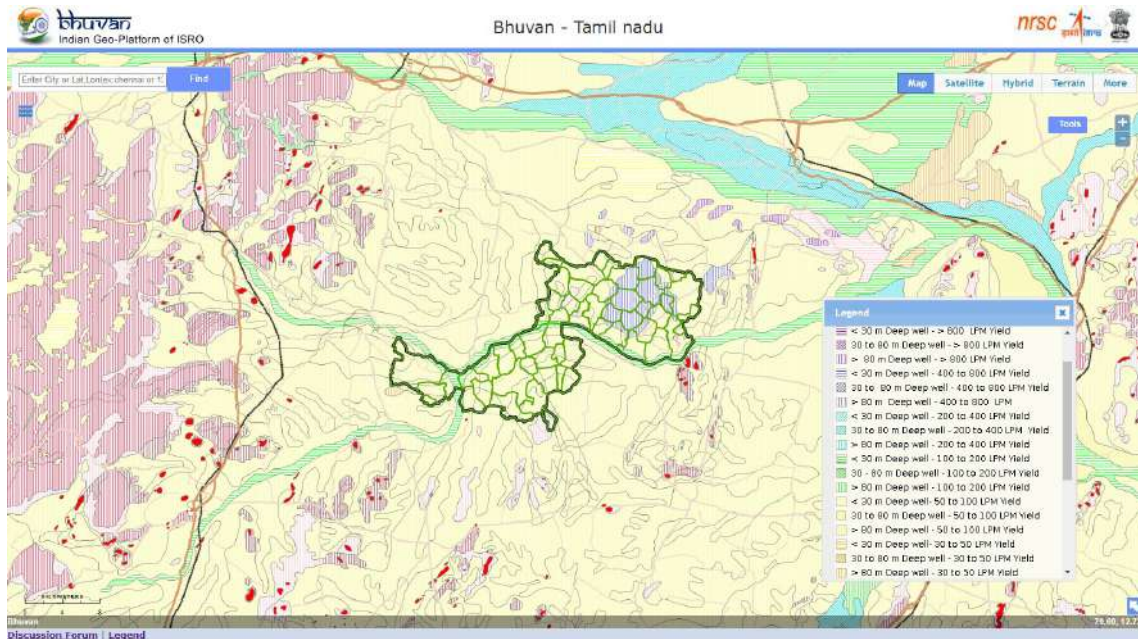 bhuvan
Indian Geo-Platform of ISRO
Bhuvan - Tamil nadu
nrsc
Find
Map Satellite Hybrid Terrain More
Tools
+
-
Legend
x
< 30 m Deep well - > 800 LPM Yield
30 to 80 m Deep well - > 800 LPM Yield
> 80 m Deep well - > 800 LPM Yield
< 30 m Deep well - 400 to 800 LPM Yield
30 to 80 m Deep well - 400 to 800 LPM Yield
> 80 m Deep well - 400 to 800 LPM
< 30 m Deep well - 200 to 400 LPM Yield
30 to 80 m Deep well - 200 to 400 LPM Yield
> 80 m Deep well - 200 to 400 LPM Yield
< 30 m Deep well - 100 to 200 LPM Yield
30 - 80 m Deep well - 100 to 200 LPM Yield
> 80 m Deep well - 100 to 200 LPM Yield
< 30 m Deep well- 50 to 100 LPM Yield
30 to 80 m Deep well - 50 to 100 LPM Yield
> 80 m Deep well - 50 to 100 LPM Yield
< 30 m Deep well- 30 to 50 LPM Yield
30 to 80 m Deep well - 30 to 50 LPM Yield
> 80 m Deep well - 30 to 50 LPM Yield
Bhuvan
Discussion Forum | Legend